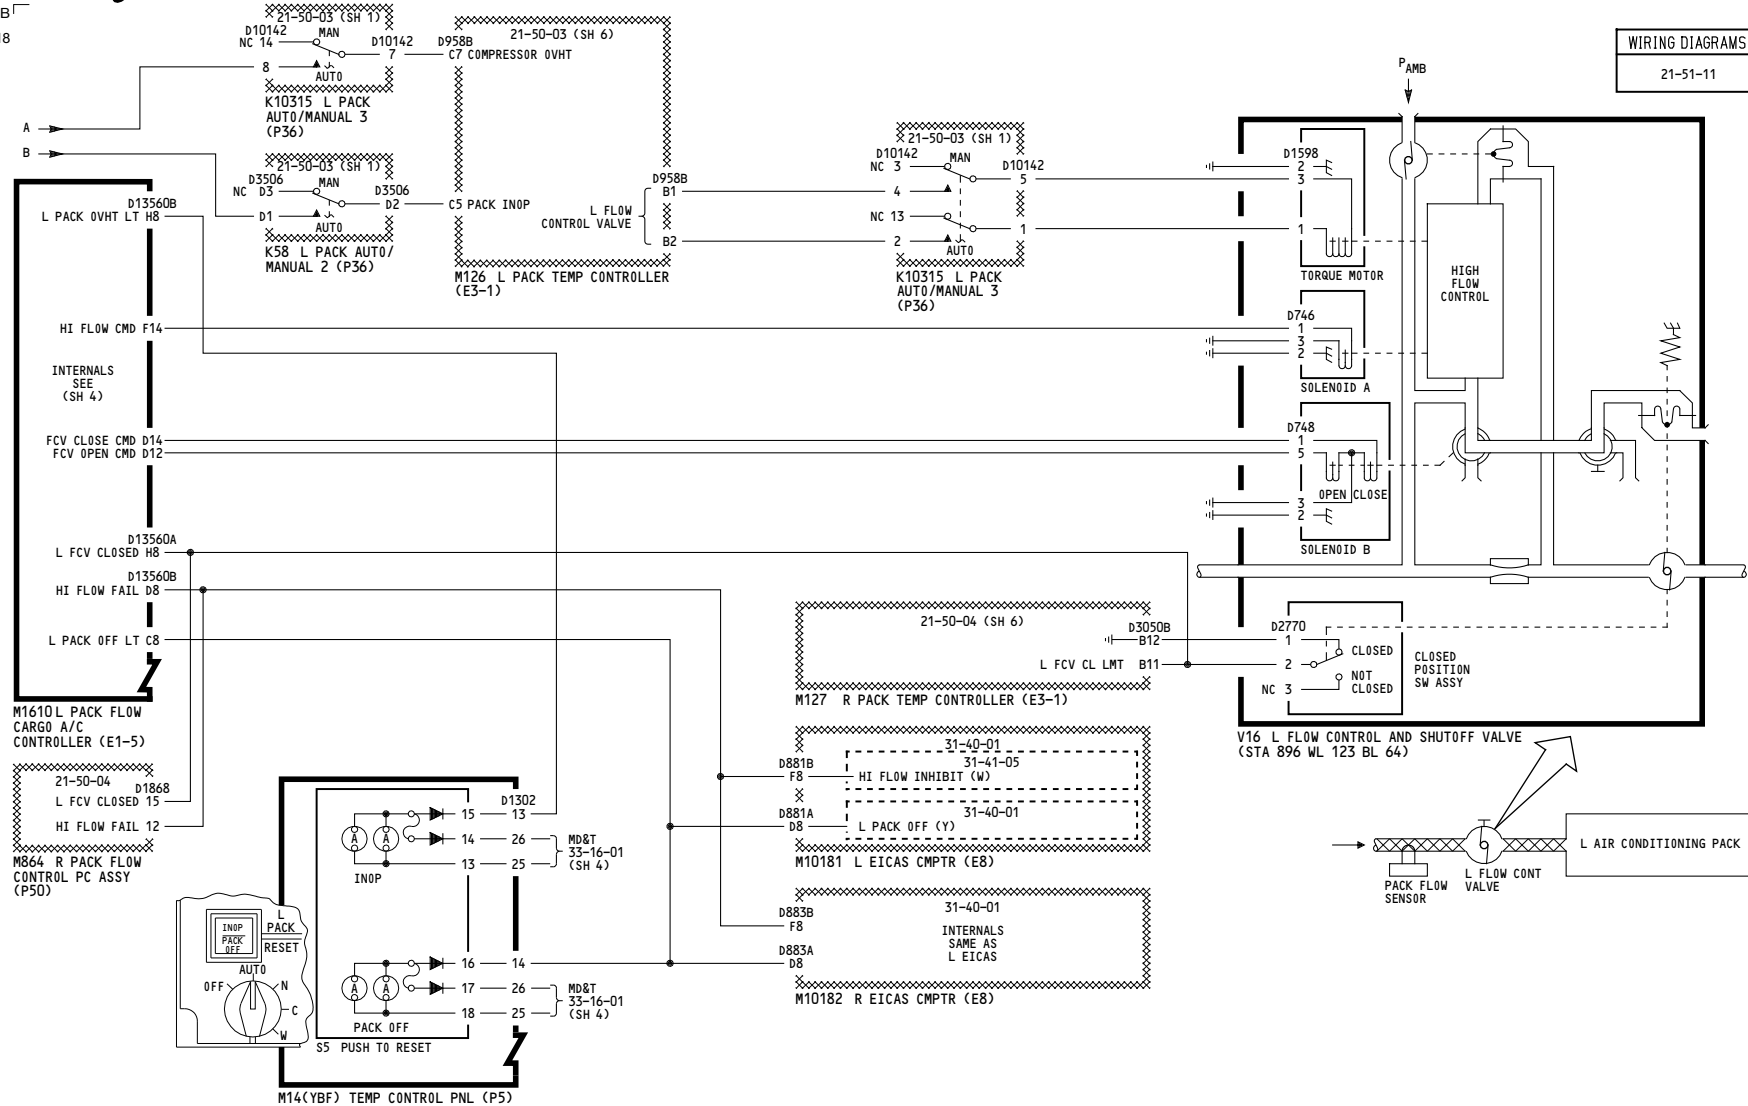 B
8
21-50-03 (SH 1)
D10142
NC 14
MAN
8
AUTO
D10142
7
K10315 L PACK
AUTO/MANUAL 3
(P36)
D958B
C7 COMPRESSOR OVHT
21-50-03 (SH 6)
WIRING DIAGRAMS
21-51-11
PAMB
A
B
21-50-03 (SH 1)
D3506
NC D3
MAN
D1
AUTO
D3506
D2
K58 L PACK AUTO/
MANUAL 2 (P36)
C5 PACK INOP
L FLOW
CONTROL VALVE
D958B
B1
B2
M126 L PACK TEMP CONTROLLER
(E3-1)
21-50-03 (SH 1)
D10142
NC 3
MAN
4
NC 13
2
AUTO
D10142
5
1
K10315 L PACK
AUTO/MANUAL 3
(P36)
D1598
2
3
1
TORQUE MOTOR
HIGH
FLOW
CONTROL
D746
1
3
2
SOLENOID A
D748
1
5
OPEN CLOSE
3
2
SOLENOID B
D13560B
L PACK OVHT LT H8
HI FLOW CMD F14
INTERNALS
SEE
(SH 4)
FCV CLOSE CMD D14
FCV OPEN CMD D12
D13560A
L FCV CLOSED H8
D13560B
HI FLOW FAIL D8
L PACK OFF LT C8
M1610 L PACK FLOW
CARGO A/C
CONTROLLER (E1-5)
21-50-04
D1868
L FCV CLOSED 15
HI FLOW FAIL 12
M864 R PACK FLOW
CONTROL PC ASSY
(P50)
21-50-04 (SH 6)
D3050B
B12
L FCV CL LMT B11
M127 R PACK TEMP CONTROLLER (E3-1)
D2770
1
2
NC 3
CLOSED
NOT
CLOSED
CLOSED
POSITION
SW ASSY
V16 L FLOW CONTROL AND SHUTOFF VALVE
(STA 896 WL 123 BL 64)
31-40-01
31-41-05
D881B
F8
HI FLOW INHIBIT (W)
31-40-01
D881A
D8
L PACK OFF (Y)
M10181 L EICAS CMPTR (E8)
31-40-01
D883B
F8
INTERNALS
SAME AS
L EICAS
D883A
D8
M10182 R EICAS CMPTR (E8)
D1302
15
13
14
26
13
25
A
A
INOP
MD&T
33-16-01
(SH 4)
16
14
17
26
18
25
A
A
PACK OFF
MD&T
33-16-01
(SH 4)
S5 PUSH TO RESET
M14(YBF) TEMP CONTROL PNL (P5)
INOP
PACK
OFF
L
PACK
RESET
AUTO
OFF
N
C
W
PACK FLOW
SENSOR
L FLOW CONT
VALVE
L AIR CONDITIONING PACK